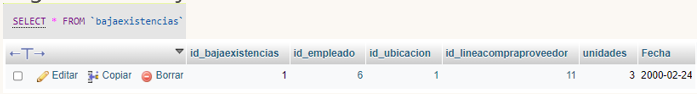 SELECT * FROM `bajaexistencias`
←T→ id_bajaexistencias id_empleado id_ubicacion id_lineacompraproveedor unidades Fecha
Editar Copiar Borrar 1 6 1 11 3 2000-02-24